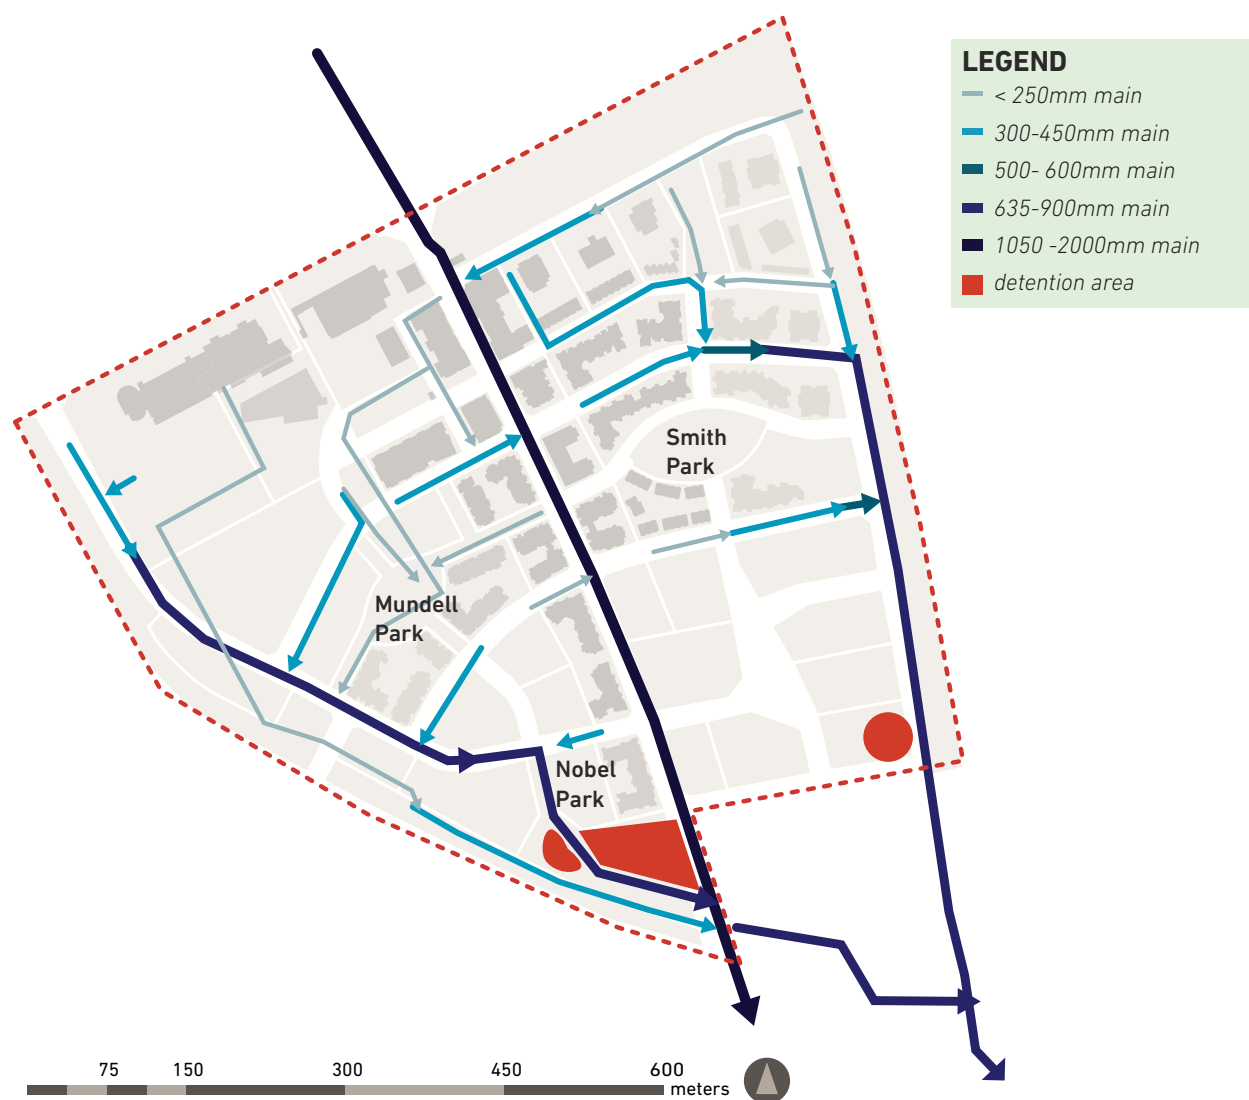 LEGEND
< 250mm main
300-450mm main
500- 600mm main
635-900mm main
1050 -2000mm main
detention area
Smith
Park
Mundell
Park
Nobel
Park
75 150 300 450 600
meters